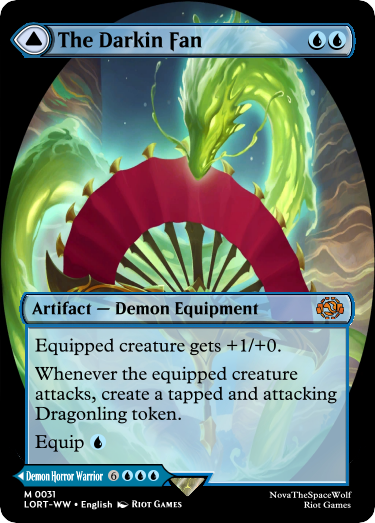 The Darkin Fan
Artifact — Demon Equipment
Equipped creature gets +1/+0.
Whenever the equipped creature
attacks, create a tapped and attacking
Dragonling token.
Equip
Demon Horror Warrior 6
M 0031 NovaTheSpaceWolf
LORT-WW • English Riot Games Riot Games